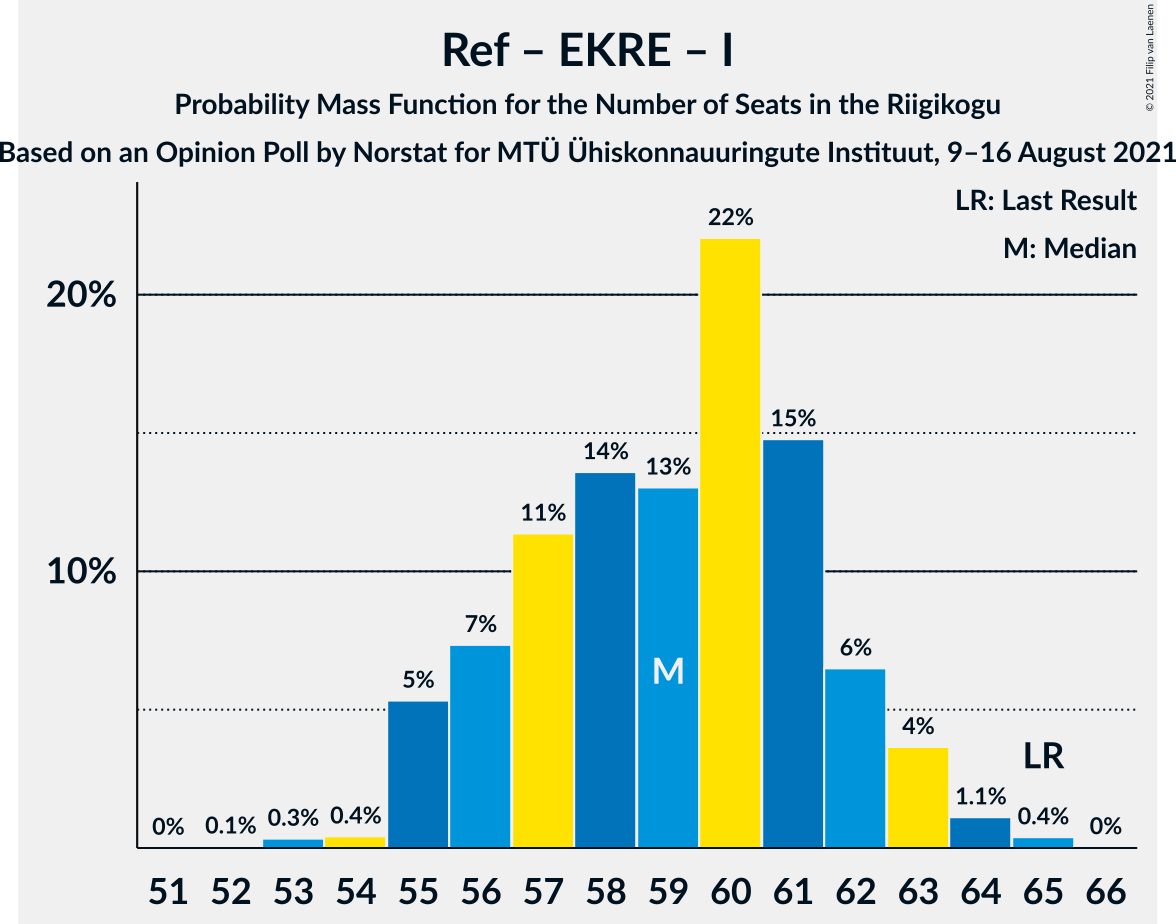 Ref – EKRE – I
Probability Mass Function for the Number of Seats in the Riigikogu
Based on an Opinion Poll by Norstat for MTÜ Ühiskonnauuringute Instituut, 9–16 August 2021
© 2021 Filip van Laenen
LR: Last Result
M: Median
22%
20%
15%
14%
13%
11%
10%
7%
6%
M
5%
4%
LR
1.1%
0% 0.1% 0.3% 0.4% 0.4% 0%
51 52 53 54 55 56 57 58 59 60 61 62 63 64 65 66